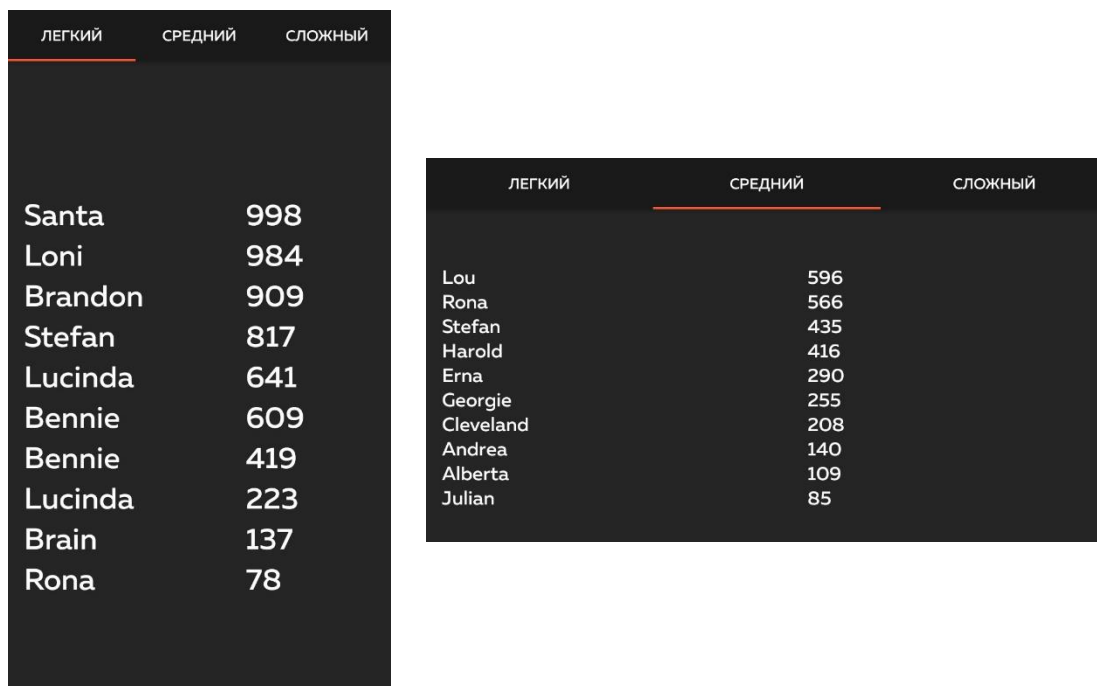 ЛЕГКИЙ СРЕДНИЙ СЛОЖНЫЙ
Santa 998
Loni 984
Brandon 909
Stefan 817
Lucinda 641
Bennie 609
Bennie 419
Lucinda 223
Brain 137
Rona 78
ЛЕГКИЙ СРЕДНИЙ СЛОЖНЫЙ
Lou 596
Rona 566
Stefan 435
Harold 416
Erna 290
Georgie 255
Cleveland 208
Andrea 140
Alberta 109
Julian 85